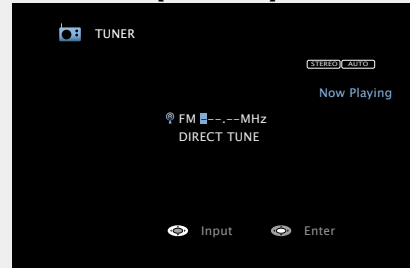 TUNER
STEREO AUTO
Now Playing
FM ---.--MHz
DIRECT TUNE
Input Enter